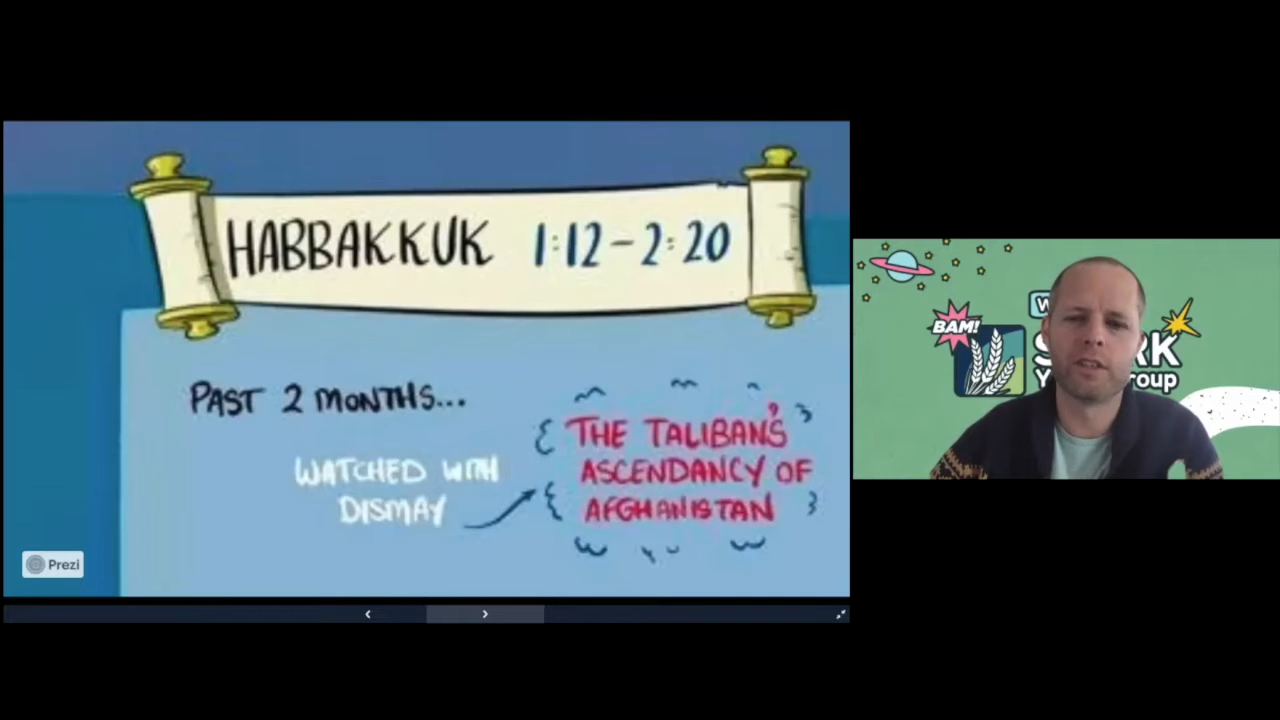 HABBAKKUK 1:12-2:20
PAST 2 MONTHS...
WATCHED WITH
DISMAY
THE TALIBAN'S
ASCENDANCY OF
AFGHANISTAN
Prezi
BAM!